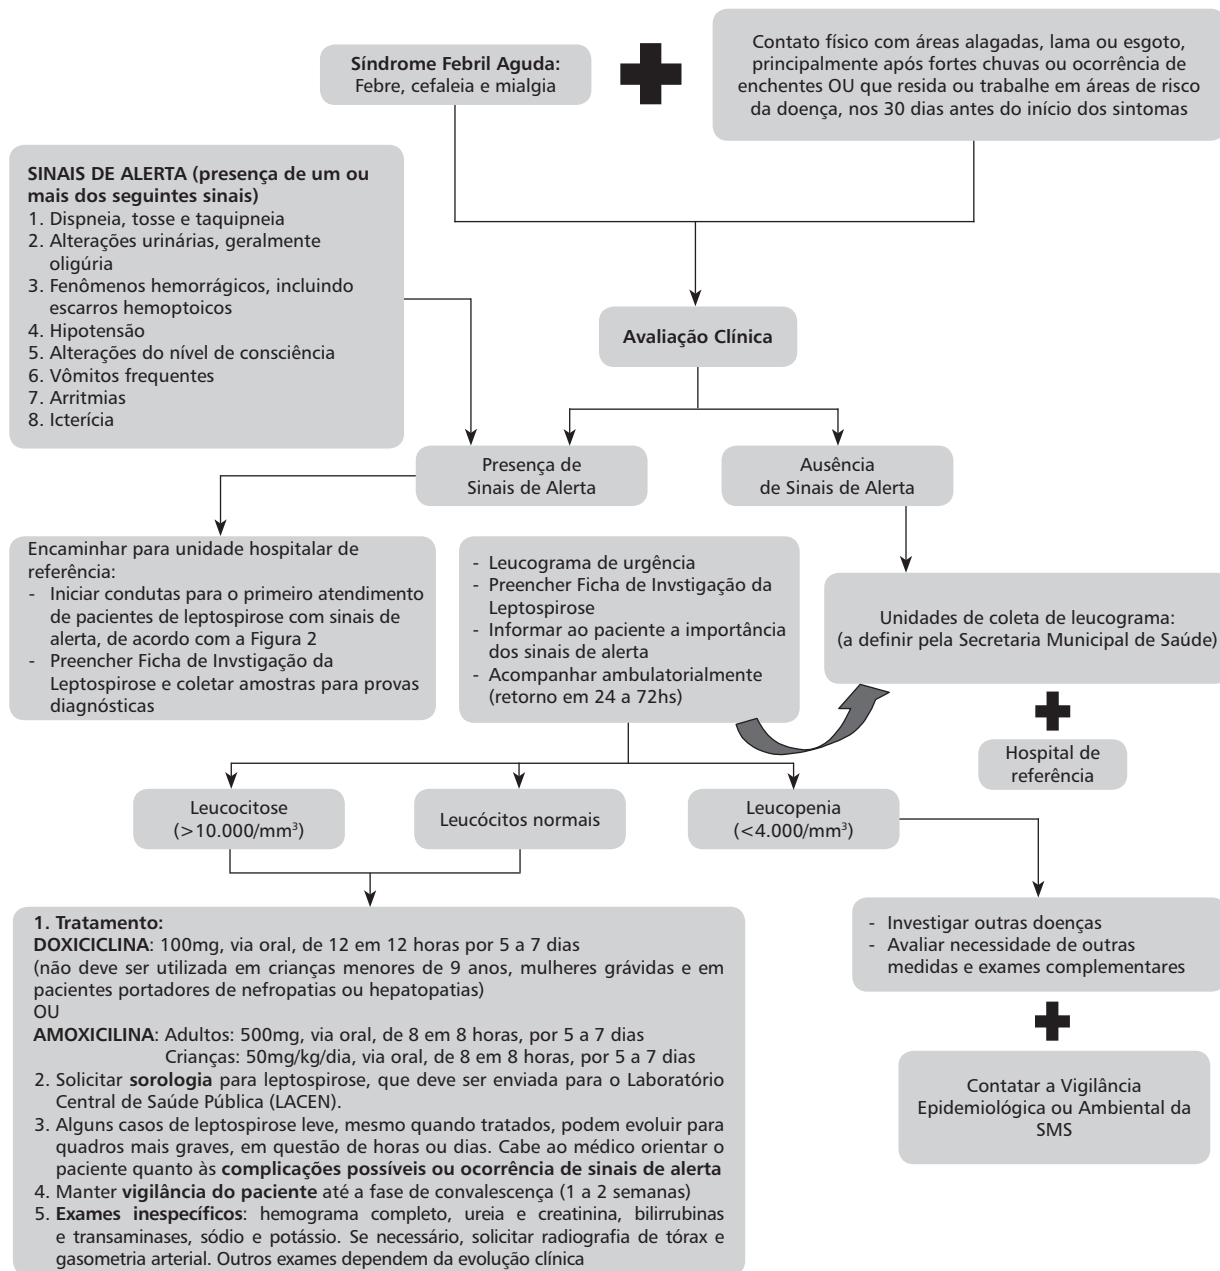 Síndrome Febril Aguda:
Febre, cefaleia e mialgia
Contato físico com áreas alagadas, lama ou esgoto,
principalmente após fortes chuvas ou ocorrência de
enchentes OU que resida ou trabalhe em áreas de risco
da doença, nos 30 dias antes do início dos sintomas
SINAIS DE ALERTA (presença de um ou
mais dos seguintes sinais)
1. Dispneia, tosse e taquipneia
2. Alterações urinárias, geralmente
oligúria
3. Fenômenos hemorrágicos, incluindo
escarros hemoptoicos
4. Hipotensão
5. Alterações do nível de consciência
6. Vômitos frequentes
7. Arritmias
8. Icterícia
Avaliação Clínica
Presença de
Sinais de Alerta
Ausência
de Sinais de Alerta
Encaminhar para unidade hospitalar de
referência:
- Iniciar condutas para o primeiro atendimento
de pacientes de leptospirose com sinais de
alerta, de acordo com a Figura 2
- Preencher Ficha de Invstigação da
Leptospirose e coletar amostras para provas
diagnósticas
- Leucograma de urgência
- Preencher Ficha de Invstigação da
Leptospirose
- Informar ao paciente a importância
dos sinais de alerta
- Acompanhar ambulatorialmente
(retorno em 24 a 72hs)
Unidades de coleta de leucograma:
(a definir pela Secretaria Municipal de Saúde)
Hospital de
referência
Leucocitose
(>10.000/mm³)
Leucócitos normais
Leucopenia
(<4.000/mm³)
1. Tratamento:
DOXICICLINA: 100mg, via oral, de 12 em 12 horas por 5 a 7 dias
(não deve ser utilizada em crianças menores de 9 anos, mulheres grávidas e em
pacientes portadores de nefropatias ou hepatopatias)
OU
AMOXICILINA: Adultos: 500mg, via oral, de 8 em 8 horas, por 5 a 7 dias
Crianças: 50mg/kg/dia, via oral, de 8 em 8 horas, por 5 a 7 dias
2. Solicitar sorologia para leptospirose, que deve ser enviada para o Laboratório
Central de Saúde Pública (LACEN).
3. Alguns casos de leptospirose leve, mesmo quando tratados, podem evoluir para
quadros mais graves, em questão de horas ou dias. Cabe ao médico orientar o
paciente quanto às complicações possíveis ou ocorrência de sinais de alerta
4. Manter vigilância do paciente até a fase de convalescença (1 a 2 semanas)
5. Exames inespecíficos: hemograma completo, ureia e creatinina, bilirrubinas
e transaminases, sódio e potássio. Se necessário, solicitar radiografia de tórax e
gasometria arterial. Outros exames dependem da evolução clínica
- Investigar outras doenças
- Avaliar necessidade de outras
medidas e exames complementares
Contatar a Vigilância
Epidemiológica ou Ambiental da
SMS